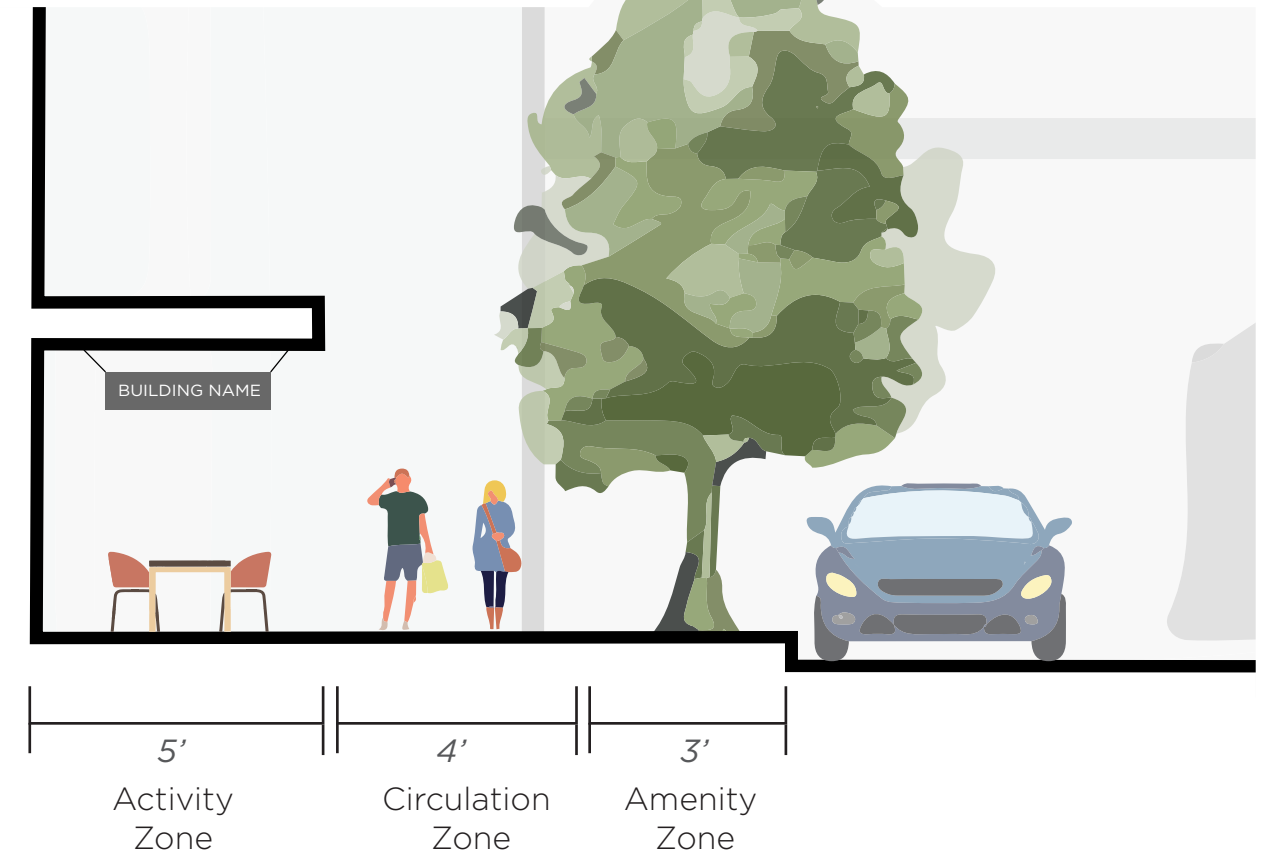 BUILDING NAME
5’
Activity
Zone
4’
Circulation
Zone
3’
Amenity
Zone